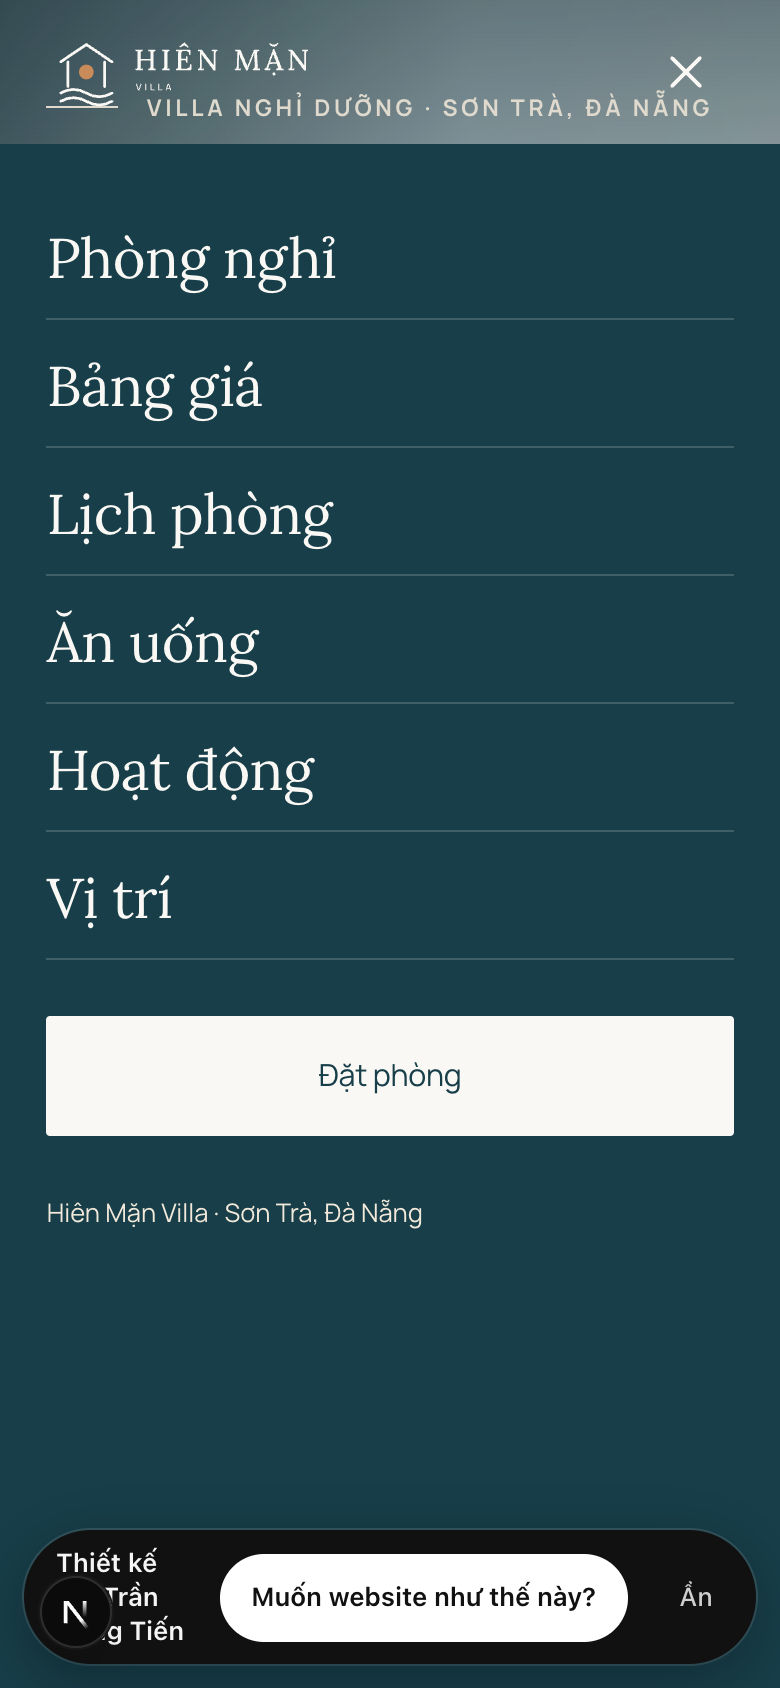 HIÊN MẶN
VILLA
VILLA NGHỈ DƯỠNG · SƠN TRÀ, ĐÀ NẴNG
Phòng nghỉ
Bảng giá
Lịch phòng
Ăn uống
Hoạt động
Vị trí
Đặt phòng
Hiên Mặn Villa · Sơn Trà, Đà Nẵng
Thiết kế
Trần
Tiến
Muốn website như thế này?
Ẩn
N